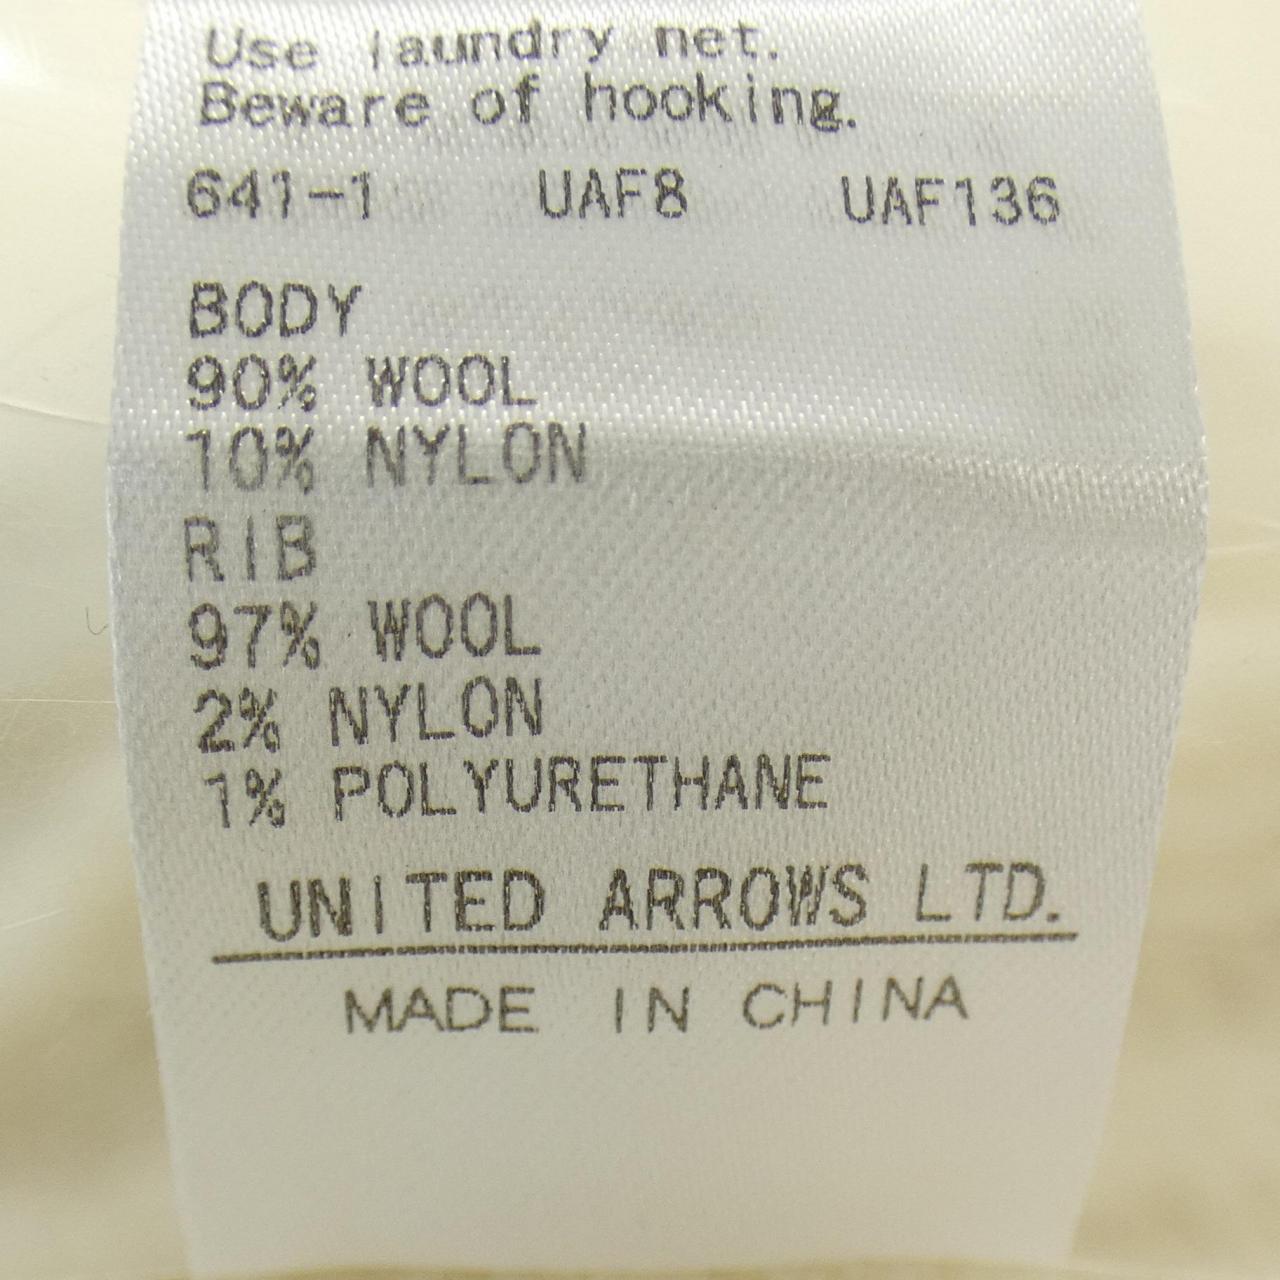 Use laundry net.
Beware of hooking.
641-1 UAF8 UAF136
BODY
90% WOOL
10% NYLON
RIB
97% WOOL
2% NYLON
1% POLYURETHANE
UNITED ARROWS LTD.
MADE IN CHINA